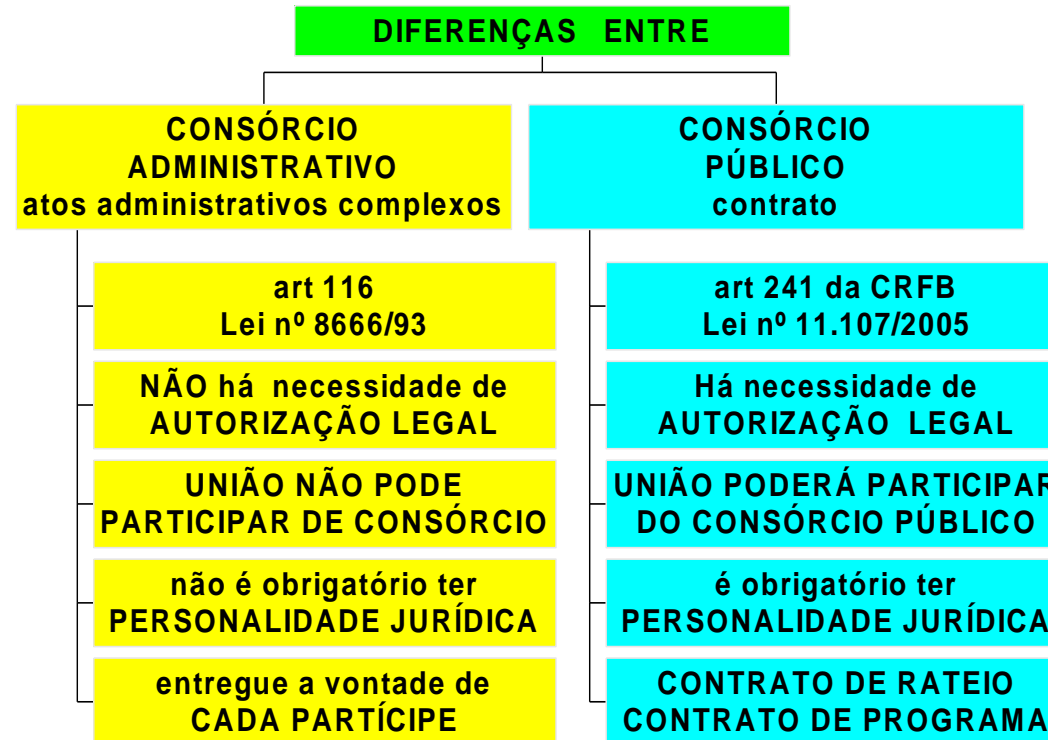 DIFERENÇAS ENTRE
CONSÓRCIO
ADMINISTRATIVO
atos administrativos complexos
art 116
Lei nº 8666/93
NÃO há necessidade de
AUTORIZAÇÃO LEGAL
UNIÃO NÃO PODE
PARTICIPAR DE CONSÓRCIO
não é obrigatório ter
PERSONALIDADE JURÍDICA
entregue a vontade de
CADA PARTÍCIPE
CONSÓRCIO
PÚBLICO
contrato
art 241 da CRFB
Lei nº 11.107/2005
Há necessidade de
AUTORIZAÇÃO LEGAL
UNIÃO PODERÁ PARTICIPAR
DO CONSÓRCIO PÚBLICO
é obrigatório ter
PERSONALIDADE JURÍDICA
CONTRATO DE RATEIO
CONTRATO DE PROGRAMA